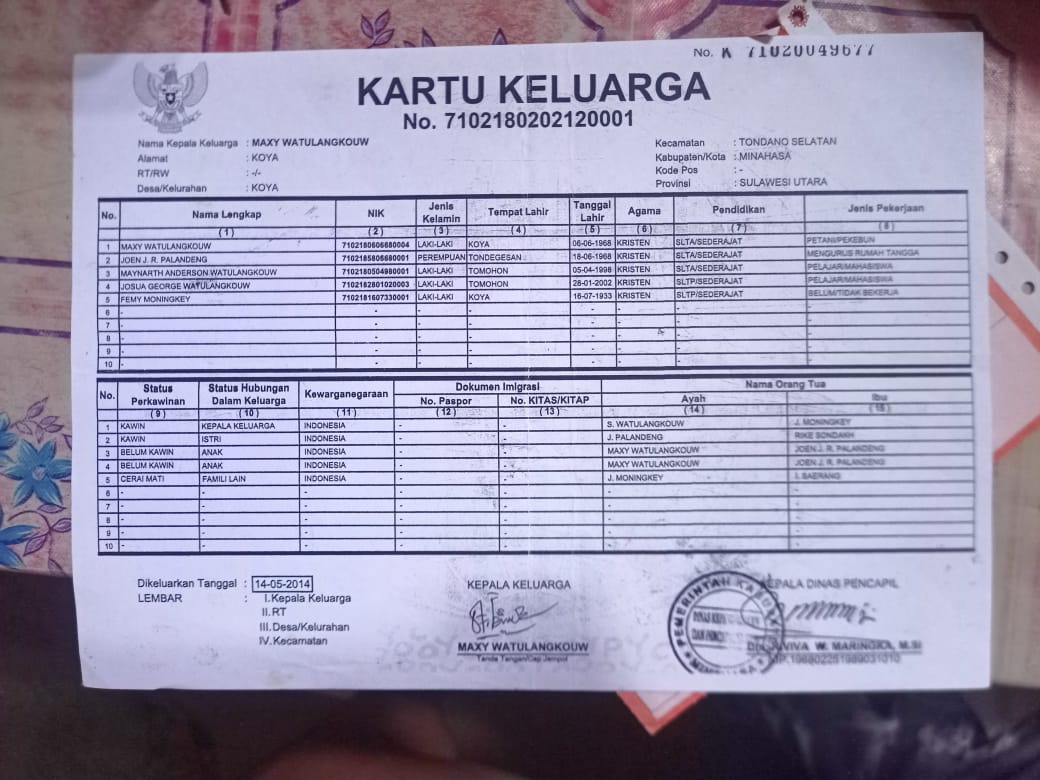 No. K 71020049677
KARTU KELUARGA
No. 7102180202120001
Nama Kepala Keluarga : MAXY WATULANGKOUW
Alamat : KOYA
RT/RW : -/-
Desa/Kelurahan : KOYA
Kecamatan : TONDANO SELATAN
Kabupaten/Kota : MINAHASA
Kode Pos : -
Provinsi : SULAWESI UTARA
No. Nama Lengkap NIK Jenis Kelamin Tempat Lahir Tanggal Lahir Agama Pendidikan Jenis Pekerjaan
(1) (2) (3) (4) (5) (6) (7) (8)
1 MAXY WATULANGKOUW 7102180606680004 LAKI-LAKI KOYA 06-06-1968 KRISTEN SLTA/SEDERAJAT PETANI/PEKEBUN
2 JOEN J. R. PALANDENG 7102185806680001 PEREMPUAN TONDEGESAN 18-06-1968 KRISTEN SLTA/SEDERAJAT MENGURUS RUMAH TANGGA
3 MAYNARTH ANDERSON WATULANGKOUW 7102180504980001 LAKI-LAKI TOMOHON 05-04-1998 KRISTEN SLTP/SEDERAJAT PELAJAR/MAHASISWA
4 JOSUA GEORGE WATULANGKOUW 7102182801020003 LAKI-LAKI TOMOHON 28-01-2002 KRISTEN SLTP/SEDERAJAT PELAJAR/MAHASISWA
5 FEMY MONINGKEY 7102181607330001 LAKI-LAKI KOYA 16-07-1933 KRISTEN SLTP/SEDERAJAT BELUM/TIDAK BEKERJA
6 - - - - - - - -
7 - - - - - - - -
8 - - - - - - - -
9 - - - - - - - -
10 - - - - - - - -
No. Status Perkawinan Status Hubungan Dalam Keluarga Kewarganegaraan Dokumen Imigrasi Nama Orang Tua
No. Paspor No. KITAS/KITAP Ayah Ibu
(9) (10) (11) (12) (13) (14) (15)
1 KAWIN KEPALA KELUARGA INDONESIA - - S. WATULANGKOUW J. MONINGKEY
2 KAWIN ISTRI INDONESIA - - J. PALANDENG RIKE SONDAKH
3 BELUM KAWIN ANAK INDONESIA - - MAXY WATULANGKOUW JOEN J. R. PALANDENG
4 BELUM KAWIN ANAK INDONESIA - - MAXY WATULANGKOUW JOEN J. R. PALANDENG
5 CERAI MATI FAMILI LAIN INDONESIA - - J. MONINGKEY I. SAERANG
6 - - - - - - -
7 - - - - - - -
8 - - - - - - -
9 - - - - - - -
10 - - - - - - -
Dikeluarkan Tanggal : 14-05-2014
LEMBAR : I.Kepala Keluarga
II.RT
III.Desa/Kelurahan
IV.Kecamatan
KEPALA KELUARGA
MAXY WATULANGKOUW
Tanda Tangan/Cap Jempol
KEPALA DINAS PENCAPIL
PEMERINTAH
VIVA W. MARINGKA, M.Si